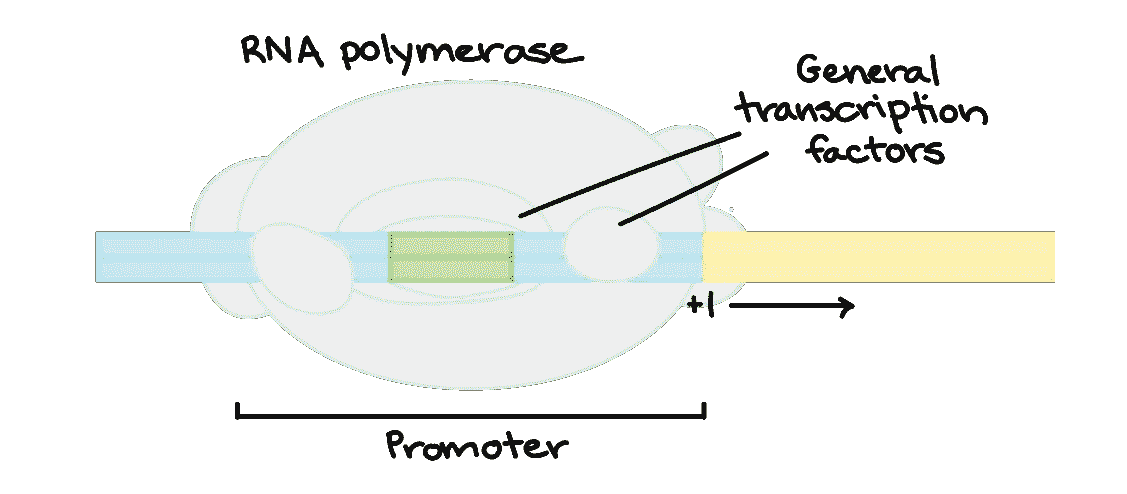 RNA polymerase
General
transcription
factors
+1
Promoter